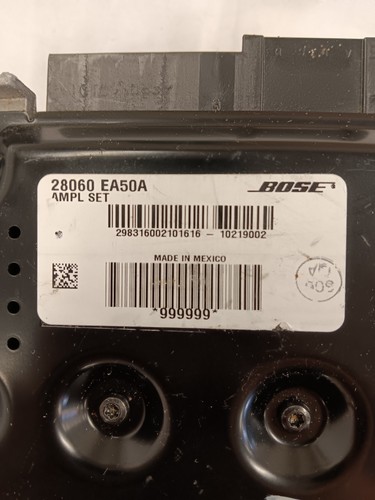 28060 EA50A
BOSE
AMPL SET
298316002101616 - 10219002
MADE IN MEXICO
*999999*